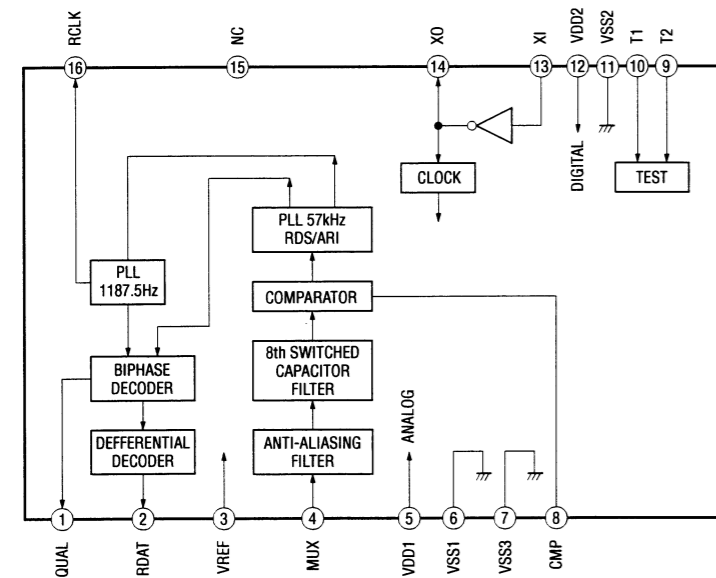 RCLK
NC
XO
XI
VDD2
VSS2
T1
T2
16
15
14
13
12
11
10
9
DIGITAL
CLOCK
TEST
PLL 57kHz
RDS/ARI
PLL
1187.5Hz
COMPARATOR
BIPHASE
DECODER
8th SWITCHED
CAPACITOR
FILTER
ANALOG
DEFFERENTIAL
DECODER
ANTI-ALIASING
FILTER
1
2
3
4
5
6
7
8
QUAL
RDAT
VREF
MUX
VDD1
VSS1
VSS3
CMP